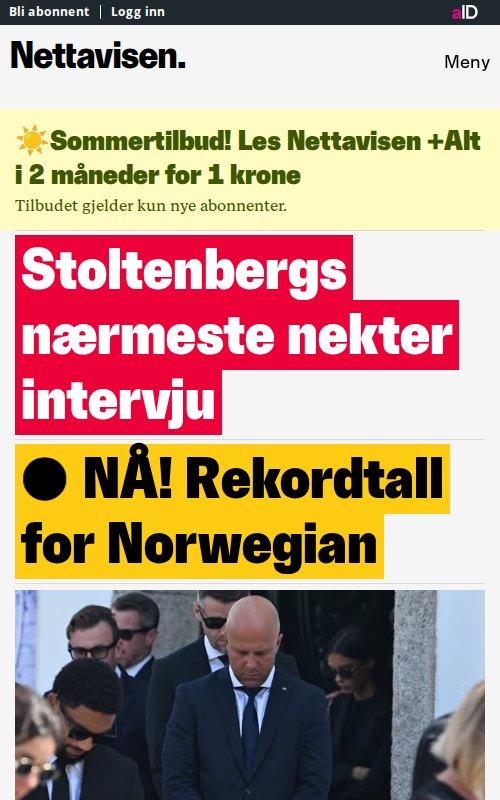 Bli abonnent | Logg inn
aID
Nettavisen.
Meny
☀️Sommertilbud! Les Nettavisen +Alt
i 2 måneder for 1 krone
Tilbudet gjelder kun nye abonnenter.
Stoltenbergs
nærmeste nekter
intervju
● NÅ! Rekordtall
for Norwegian